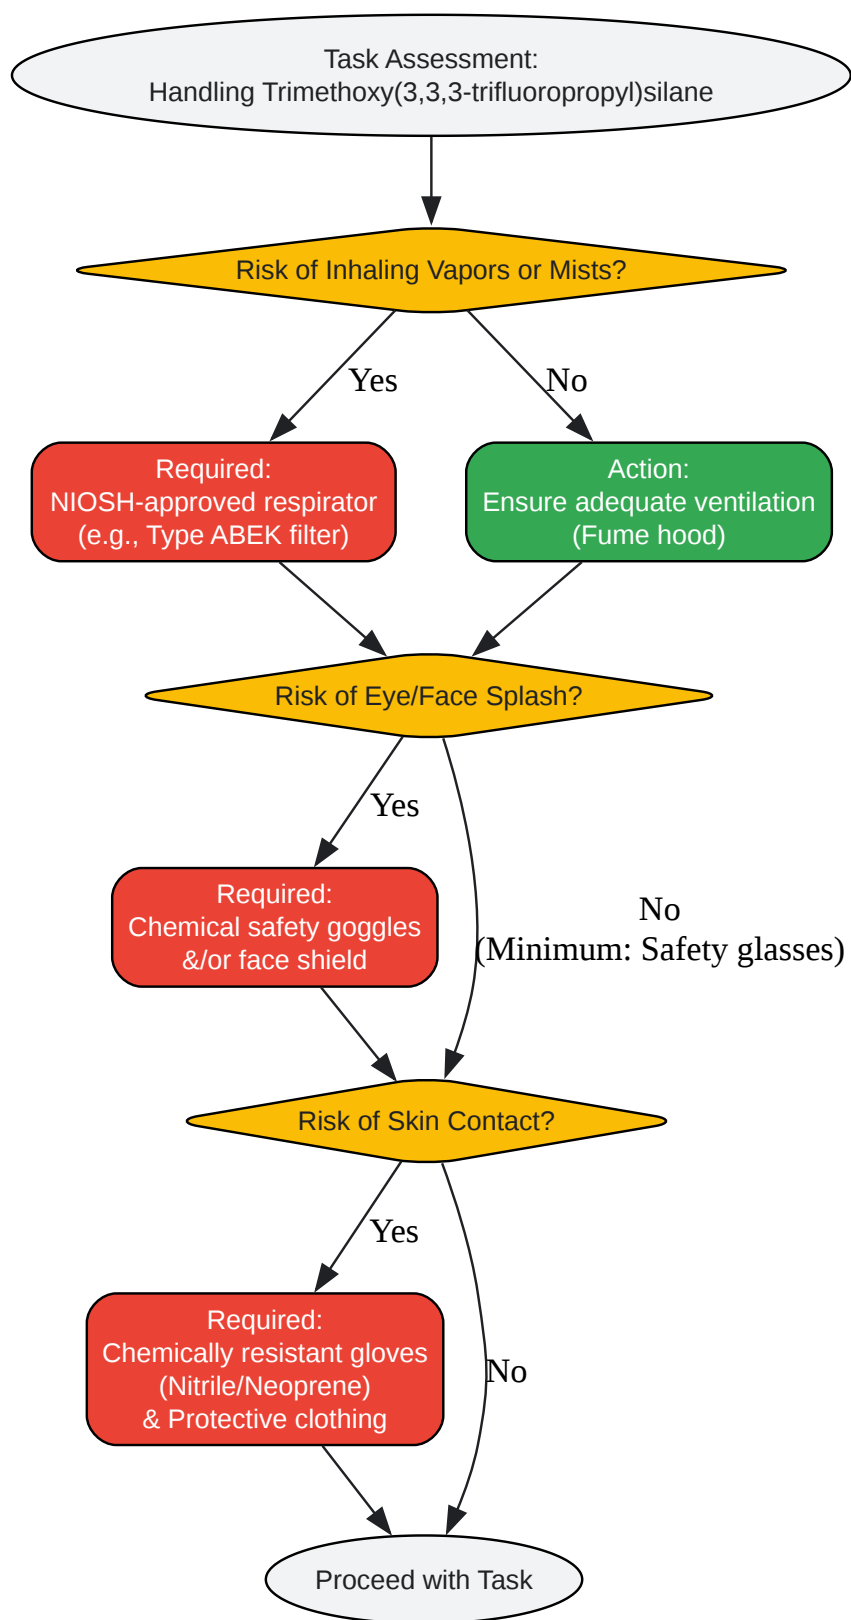 Task Assessment:
Handling Trimethoxy(3,3,3-trifluoropropyl)silane
Risk of Inhaling Vapors or Mists?
Yes
No
Required:
NIOSH-approved respirator
(e.g., Type ABEK filter)
Action:
Ensure adequate ventilation
(Fume hood)
Risk of Eye/Face Splash?
Yes
Required:
Chemical safety goggles
&/or face shield
No
(Minimum: Safety glasses)
Risk of Skin Contact?
Yes
Required:
Chemically resistant gloves
(Nitrile/Neoprene)
& Protective clothing
No
Proceed with Task